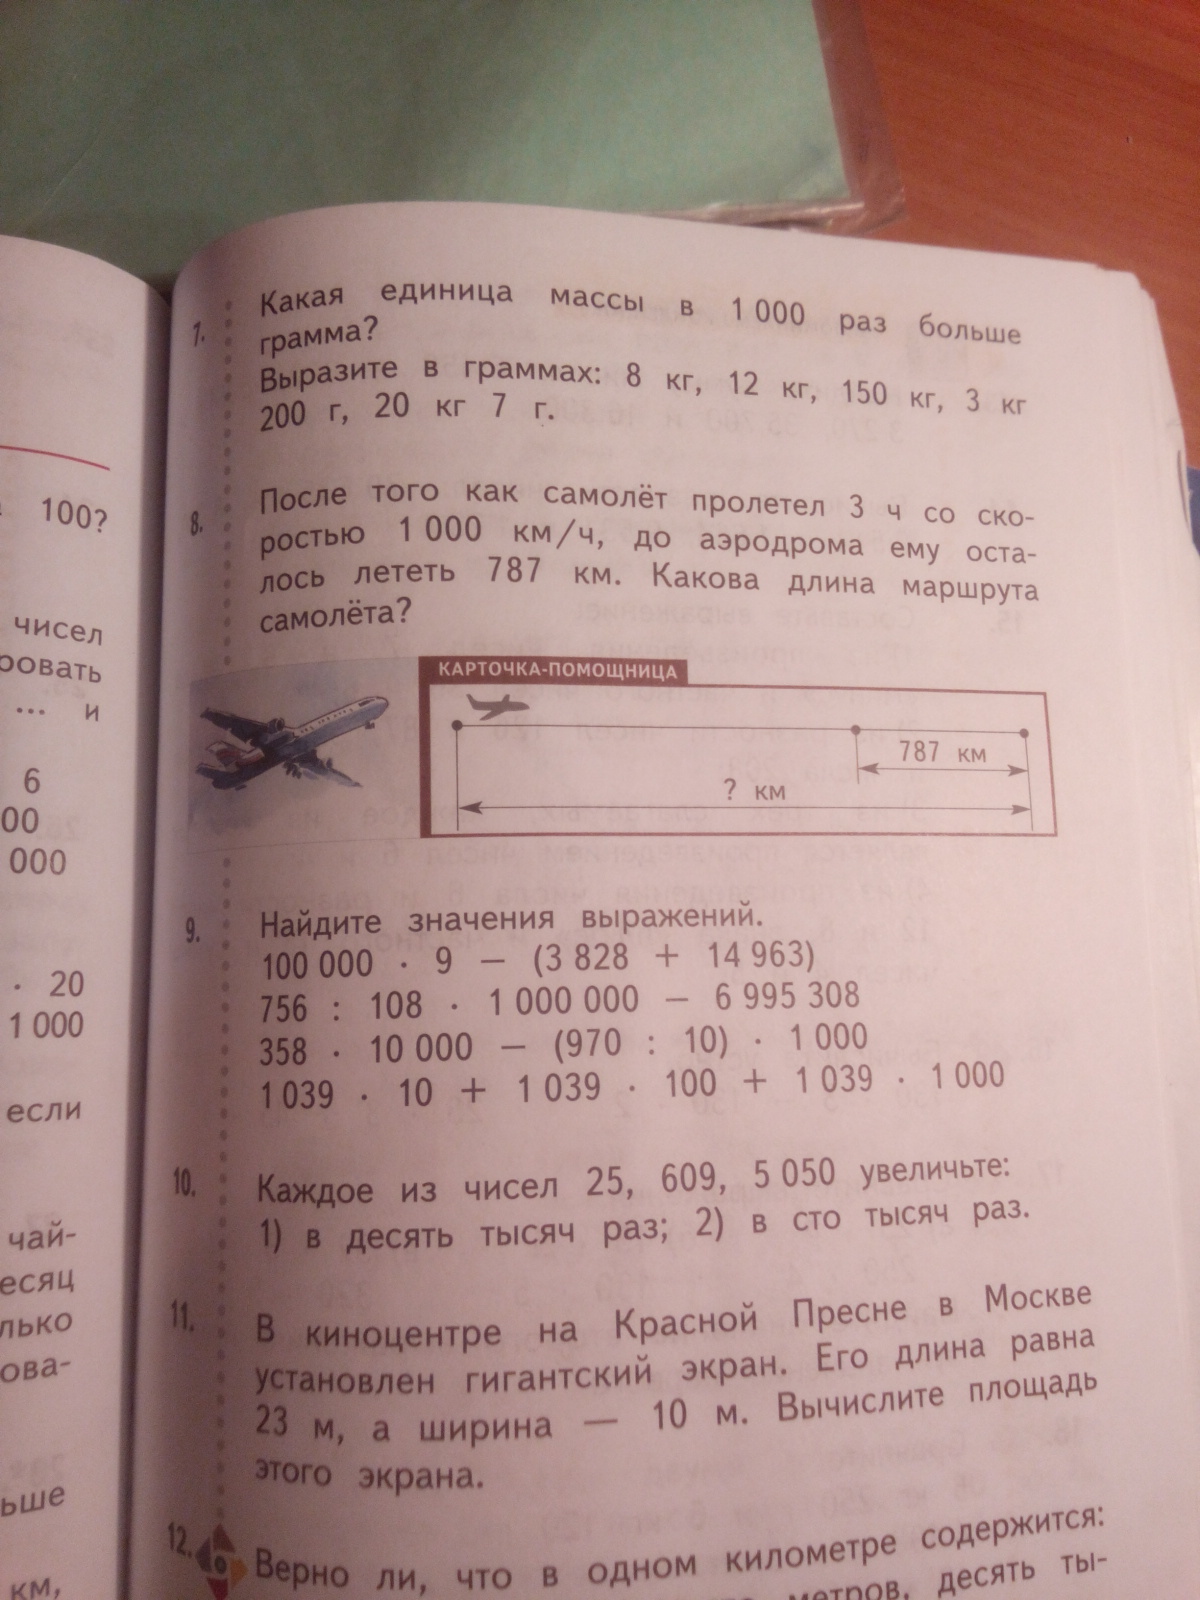 100?
чисел
ровать
... и
6
00
000
· 20
1 000
если
чай-
есяц
лько
ова-
ьше
км,
7. Какая единица массы в 1 000 раз больше
грамма?
Выразите в граммах: 8 кг, 12 кг, 150 кг, 3 кг
200 г, 20 кг 7 г.
8. После того как самолёт пролетел 3 ч со ско-
ростью 1 000 км/ч, до аэродрома ему оста-
лось лететь 787 км. Какова длина маршрута
самолёта?
КАРТОЧКА-ПОМОЩНИЦА
787 км
? км
9. Найдите значения выражений.
100 000 · 9 – (3 828 + 14 963)
756 : 108 · 1 000 000 – 6 995 308
358 · 10 000 – (970 : 10) · 1 000
1 039 · 10 + 1 039 · 100 + 1 039 · 1 000
10. Каждое из чисел 25, 609, 5 050 увеличьте:
1) в десять тысяч раз; 2) в сто тысяч раз.
11. В киноцентре на Красной Пресне в Москве
установлен гигантский экран. Его длина равна
23 м, а ширина — 10 м. Вычислите площадь
этого экрана.
12. Верно ли, что в одном километре содержится:
метров, десять ты-